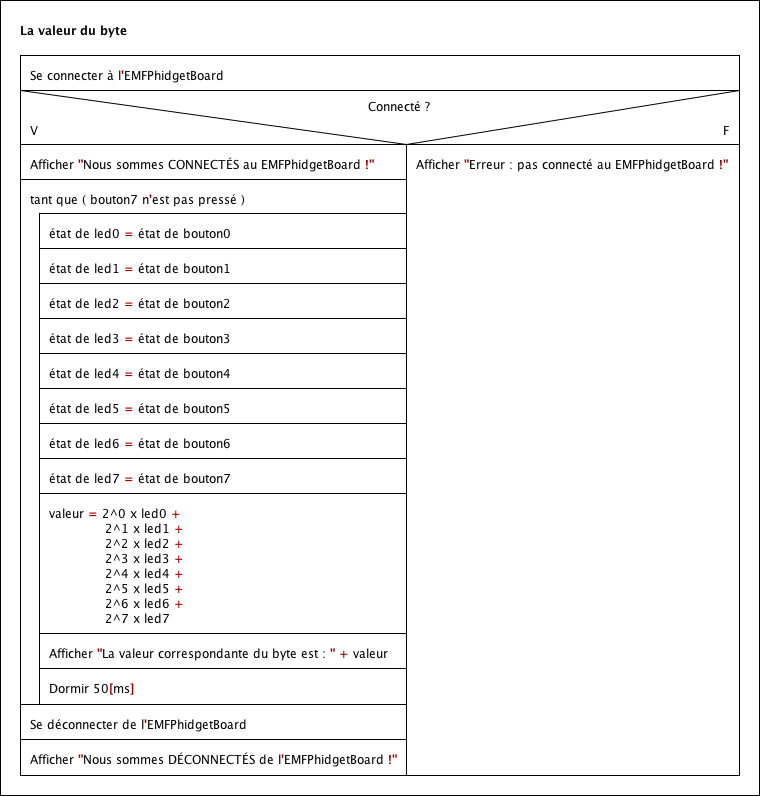 La valeur du byte
Se connecter à l'EMFPhidgetBoard
Connecté ?
V
F
Afficher "Nous sommes CONNECTÉS au EMFPhidgetBoard !"
Afficher "Erreur : pas connecté au EMFPhidgetBoard !"
tant que ( bouton7 n'est pas pressé )
état de led0 = état de bouton0
état de led1 = état de bouton1
état de led2 = état de bouton2
état de led3 = état de bouton3
état de led4 = état de bouton4
état de led5 = état de bouton5
état de led6 = état de bouton6
état de led7 = état de bouton7
valeur = 2^0 x led0 +
2^1 x led1 +
2^2 x led2 +
2^3 x led3 +
2^4 x led4 +
2^5 x led5 +
2^6 x led6 +
2^7 x led7
Afficher "La valeur correspondante du byte est : " + valeur
Dormir 50[ms]
Se déconnecter de l'EMFPhidgetBoard
Afficher "Nous sommes DÉCONNECTÉS de l'EMFPhidgetBoard !"